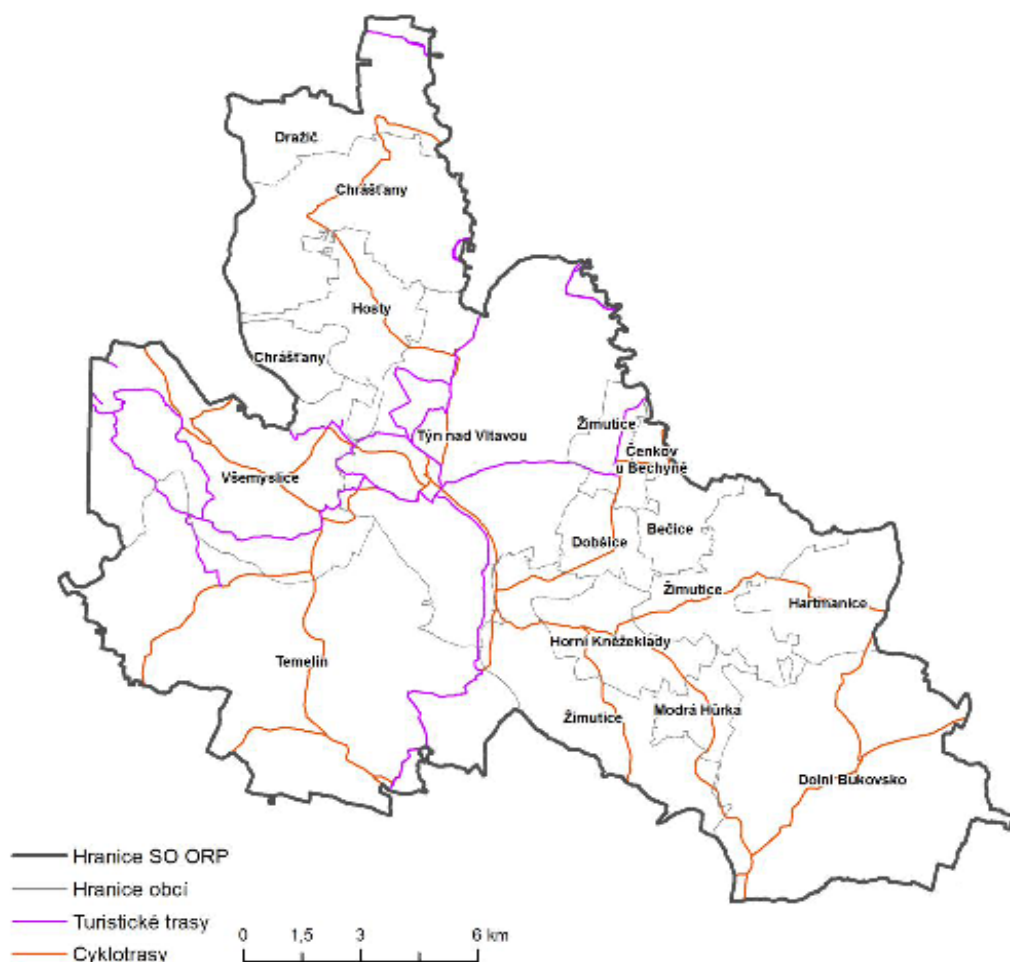 Dražič
Chrášťany
Hosty
Chrášťany
Týn nad Vltavou
Žimutice
Čenkov
u Bechyně
Všemyslice
Bečice
Dobšice
Žimutice
Hartmanice
Horní Kněžeklady
Temelín
Modrá Hůrka
Žimutice
Dolní Bukovsko
Hranice SO ORP
Hranice obcí
Turistické trasy
Cyklotrasy
0 1,5 3 6 km